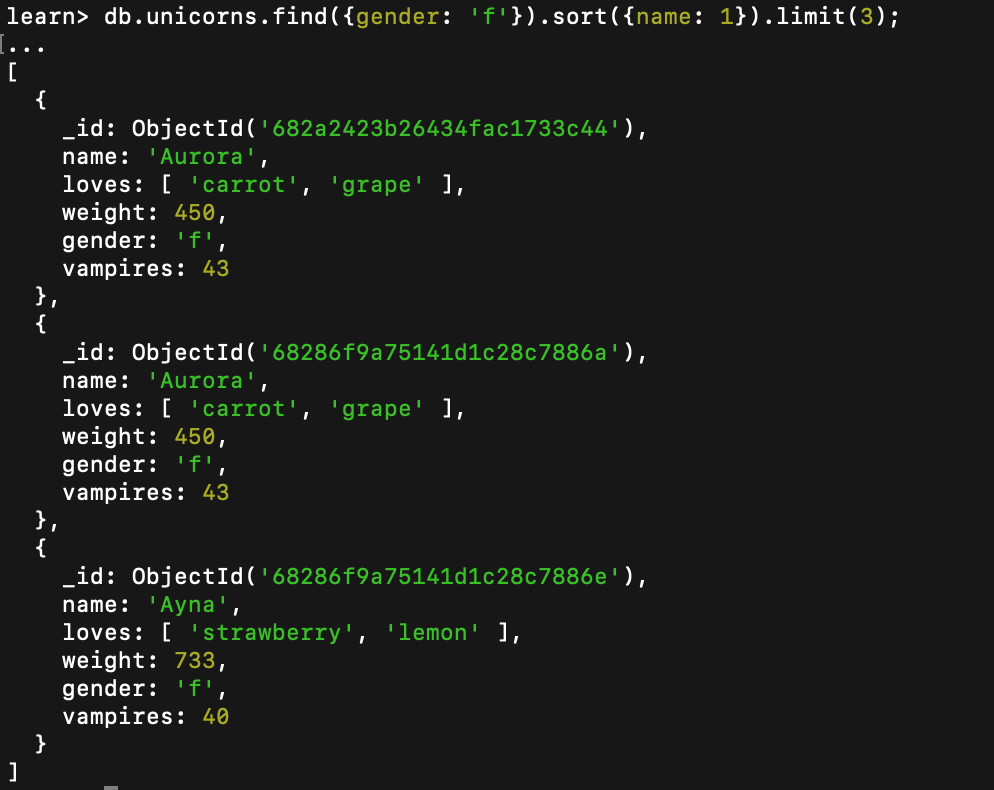 learn> db.unicorns.find({gender: 'f'}).sort({name: 1}).limit(3);
...
[
  {
    _id: ObjectId('682a2423b26434fac1733c44'),
    name: 'Aurora',
    loves: [ 'carrot', 'grape' ],
    weight: 450,
    gender: 'f',
    vampires: 43
  },
  {
    _id: ObjectId('68286f9a75141d1c28c7886a'),
    name: 'Aurora',
    loves: [ 'carrot', 'grape' ],
    weight: 450,
    gender: 'f',
    vampires: 43
  },
  {
    _id: ObjectId('68286f9a75141d1c28c7886e'),
    name: 'Ayna',
    loves: [ 'strawberry', 'lemon' ],
    weight: 733,
    gender: 'f',
    vampires: 40
  }
]